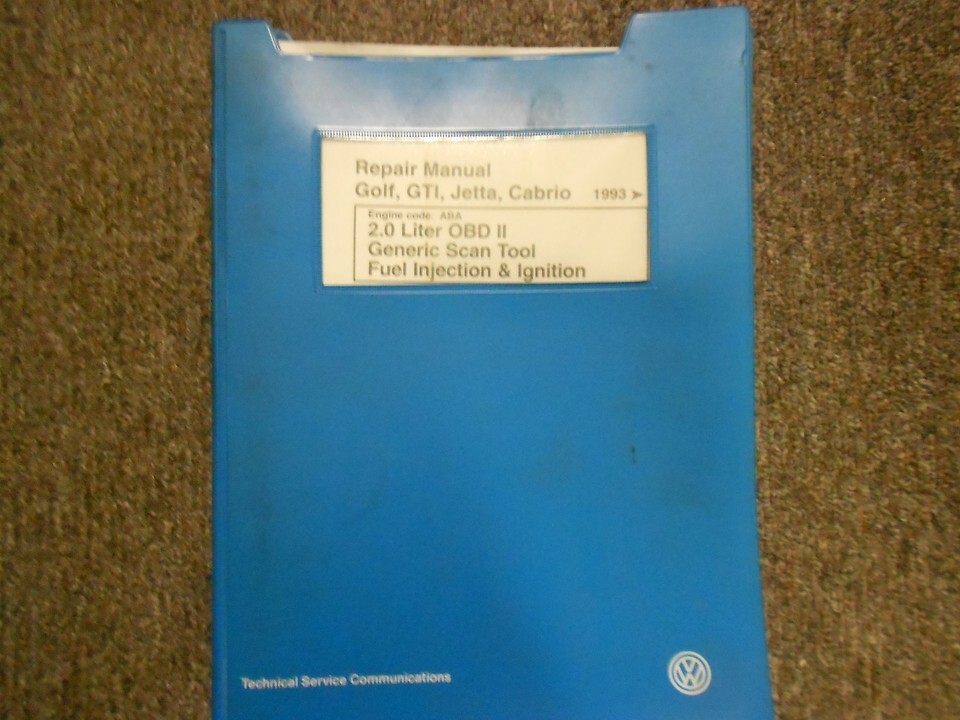 Repair Manual
Golf, GTI, Jetta, Cabrio 1993 ➤
Engine code ABA
2.0 Liter OBD II
Generic Scan Tool
Fuel Injection & Ignition
Technical Service Communications
VW